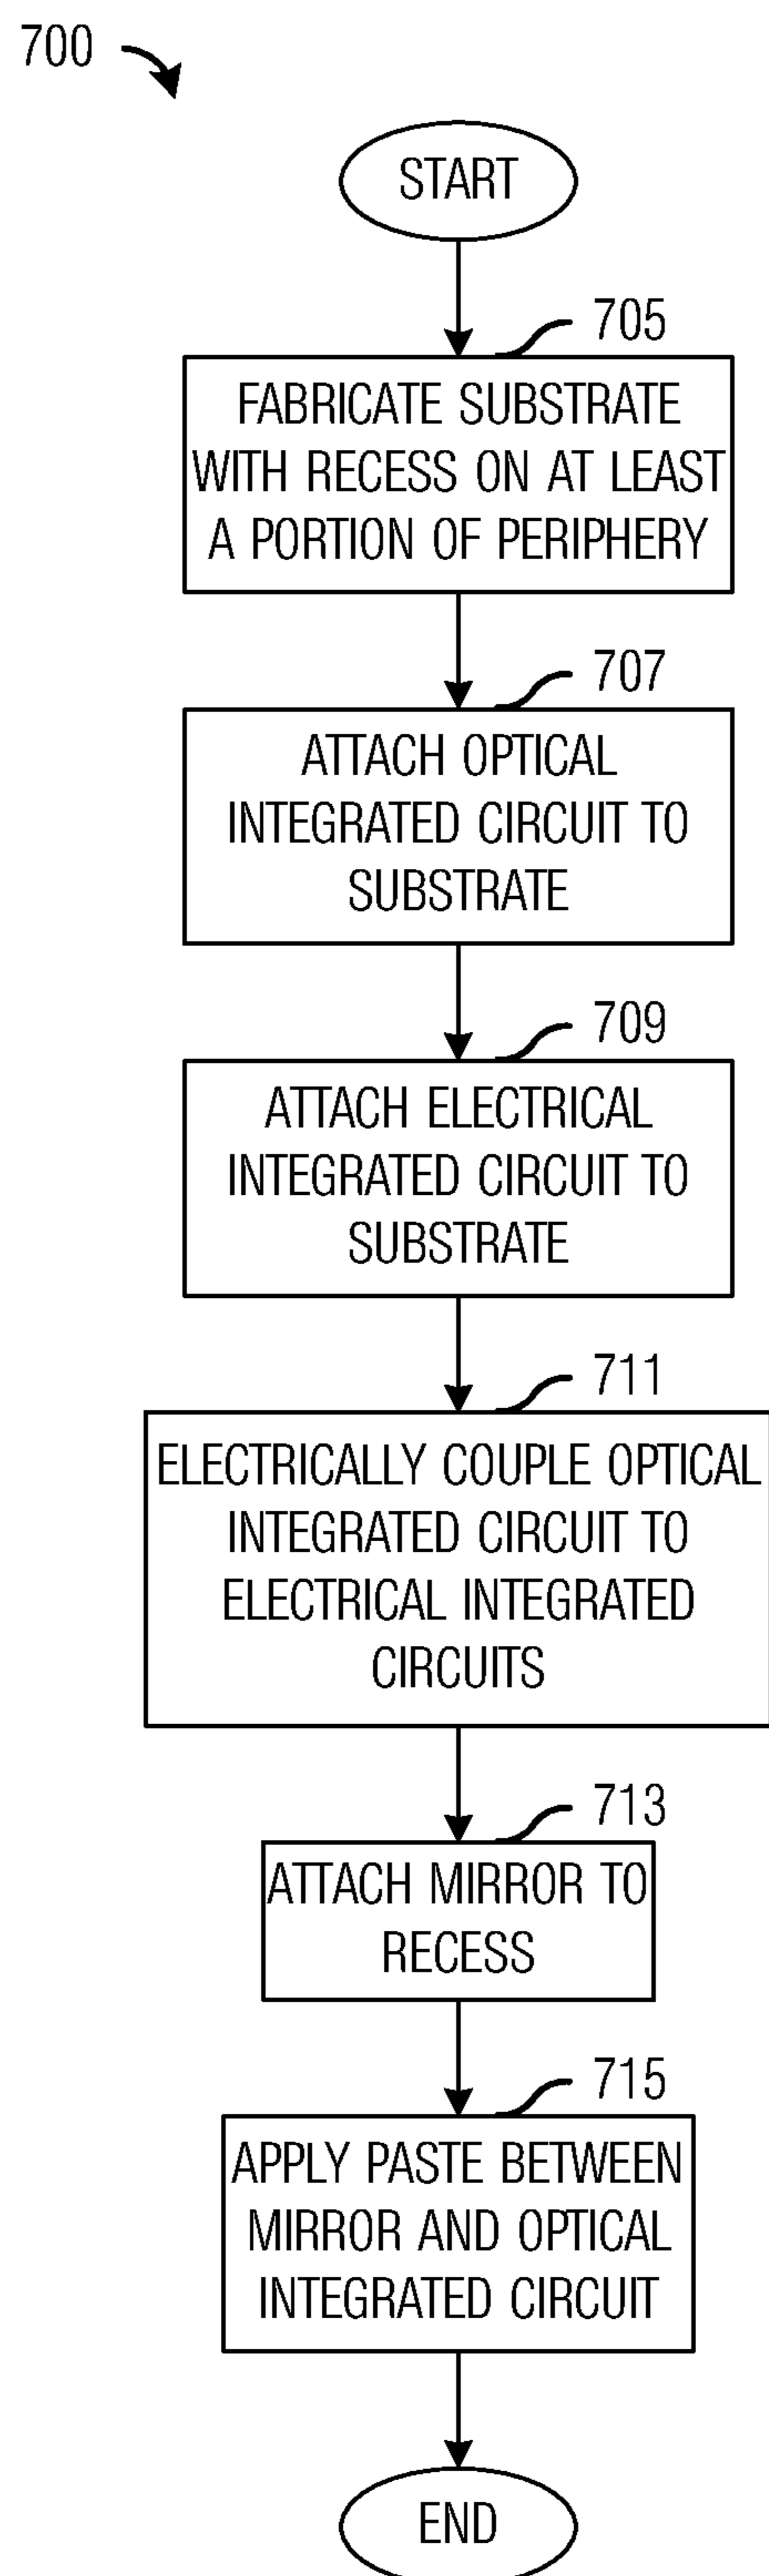 700
START
705
FABRICATE SUBSTRATE
WITH RECESS ON AT LEAST
A PORTION OF PERIPHERY
707
ATTACH OPTICAL
INTEGRATED CIRCUIT TO
SUBSTRATE
709
ATTACH ELECTRICAL
INTEGRATED CIRCUIT TO
SUBSTRATE
711
ELECTRICALLY COUPLE OPTICAL
INTEGRATED CIRCUIT TO
ELECTRICAL INTEGRATED
CIRCUITS
713
ATTACH MIRROR TO
RECESS
715
APPLY PASTE BETWEEN
MIRROR AND OPTICAL
INTEGRATED CIRCUIT
END